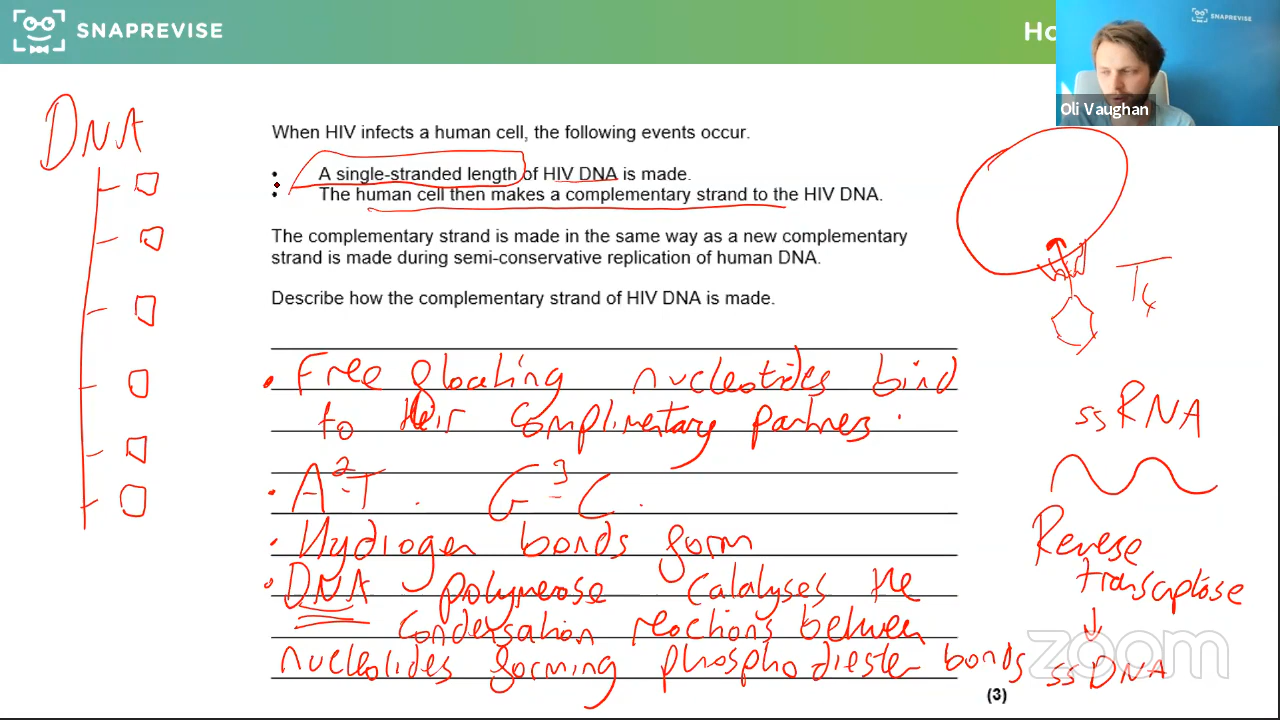 SNAPREVISE
Ho
SNAPREVISE
Oli Vaughan
DNA
When HIV infects a human cell, the following events occur.
• A single-stranded length of HIV DNA is made.
• The human cell then makes a complementary strand to the HIV DNA.
The complementary strand is made in the same way as a new complementary
strand is made during semi-conservative replication of human DNA.
Describe how the complementary strand of HIV DNA is made.
• Free floating nucleotides bind
to their complimentary partners.
• A 2 T. G 3 C.
• Hydrogen bonds form
• DNA polymerase catalyses the
condensation reactions between
nucleotides forming phosphodiester bonds
(3)
T4
ssRNA
Reverse
transcriptase
↓
ssDNA
zoom